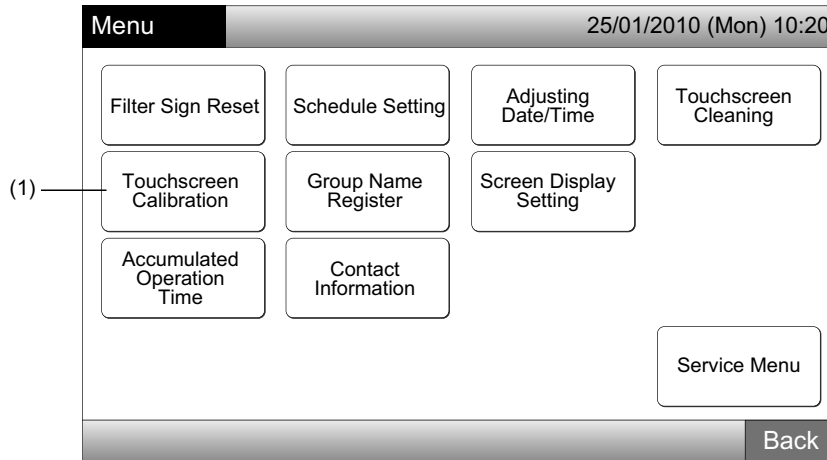 Menu
25/01/2010 (Mon) 10:20
Filter Sign Reset
Schedule Setting
Adjusting
Date/Time
Touchscreen
Cleaning
(1)
Touchscreen
Calibration
Group Name
Register
Screen Display
Setting
Accumulated
Operation
Time
Contact
Information
Service Menu
Back